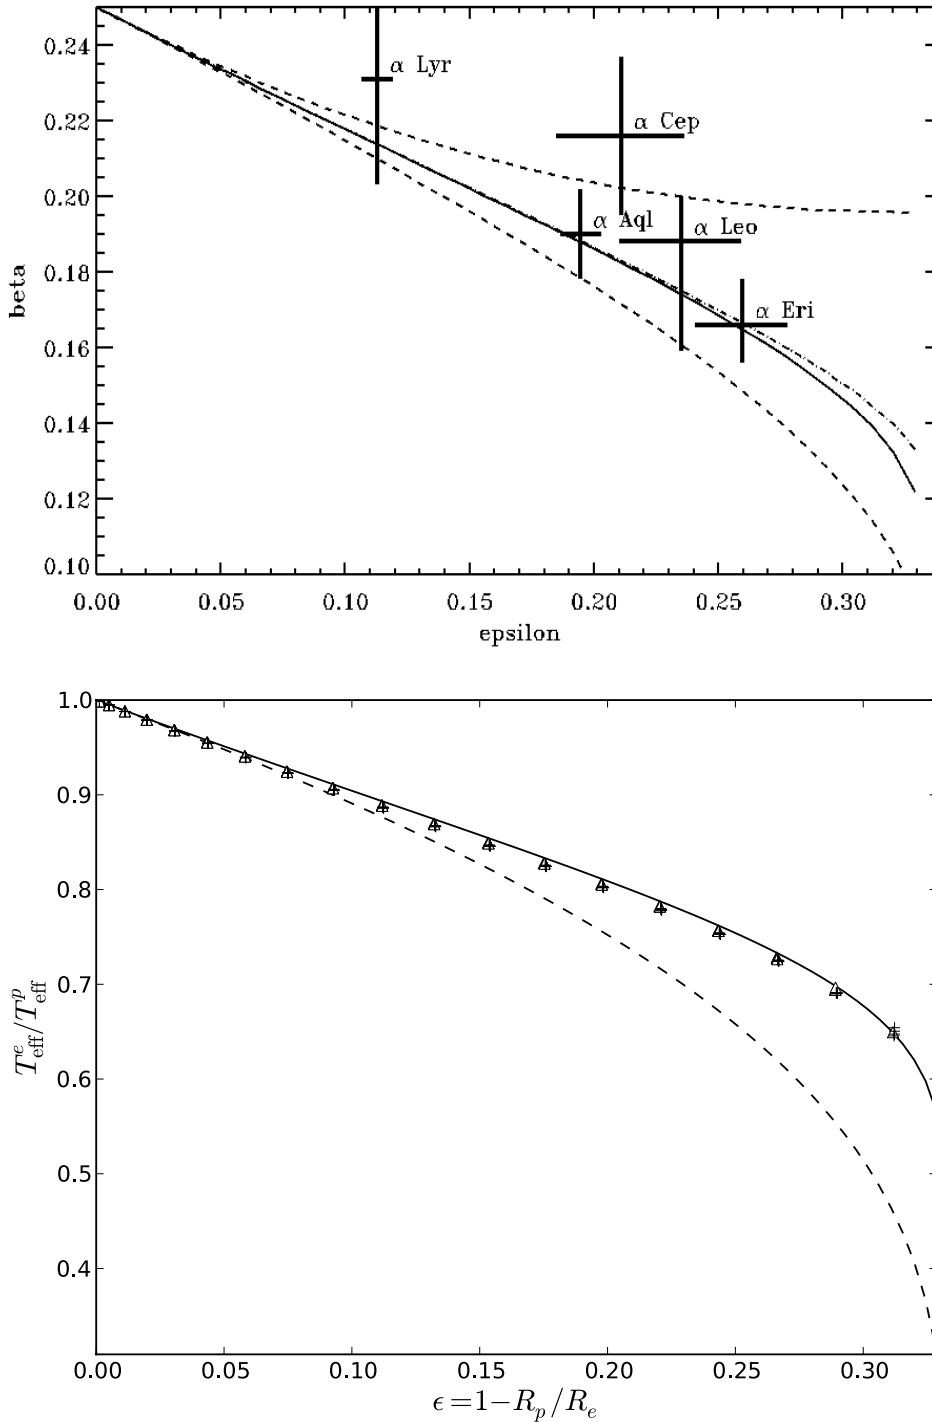 0.24
α Lyr
0.22
α Cep
0.20
α Aql
α Leo
beta
0.18
α Eri
0.16
0.14
0.12
0.10
0.00 0.05 0.10 0.15 0.20 0.25 0.30
epsilon
1.0
0.9
0.8
0.7
T^e_eff/T^p_eff
0.6
0.5
0.4
0.00 0.05 0.10 0.15 0.20 0.25 0.30
ϵ=1−R_p/R_e